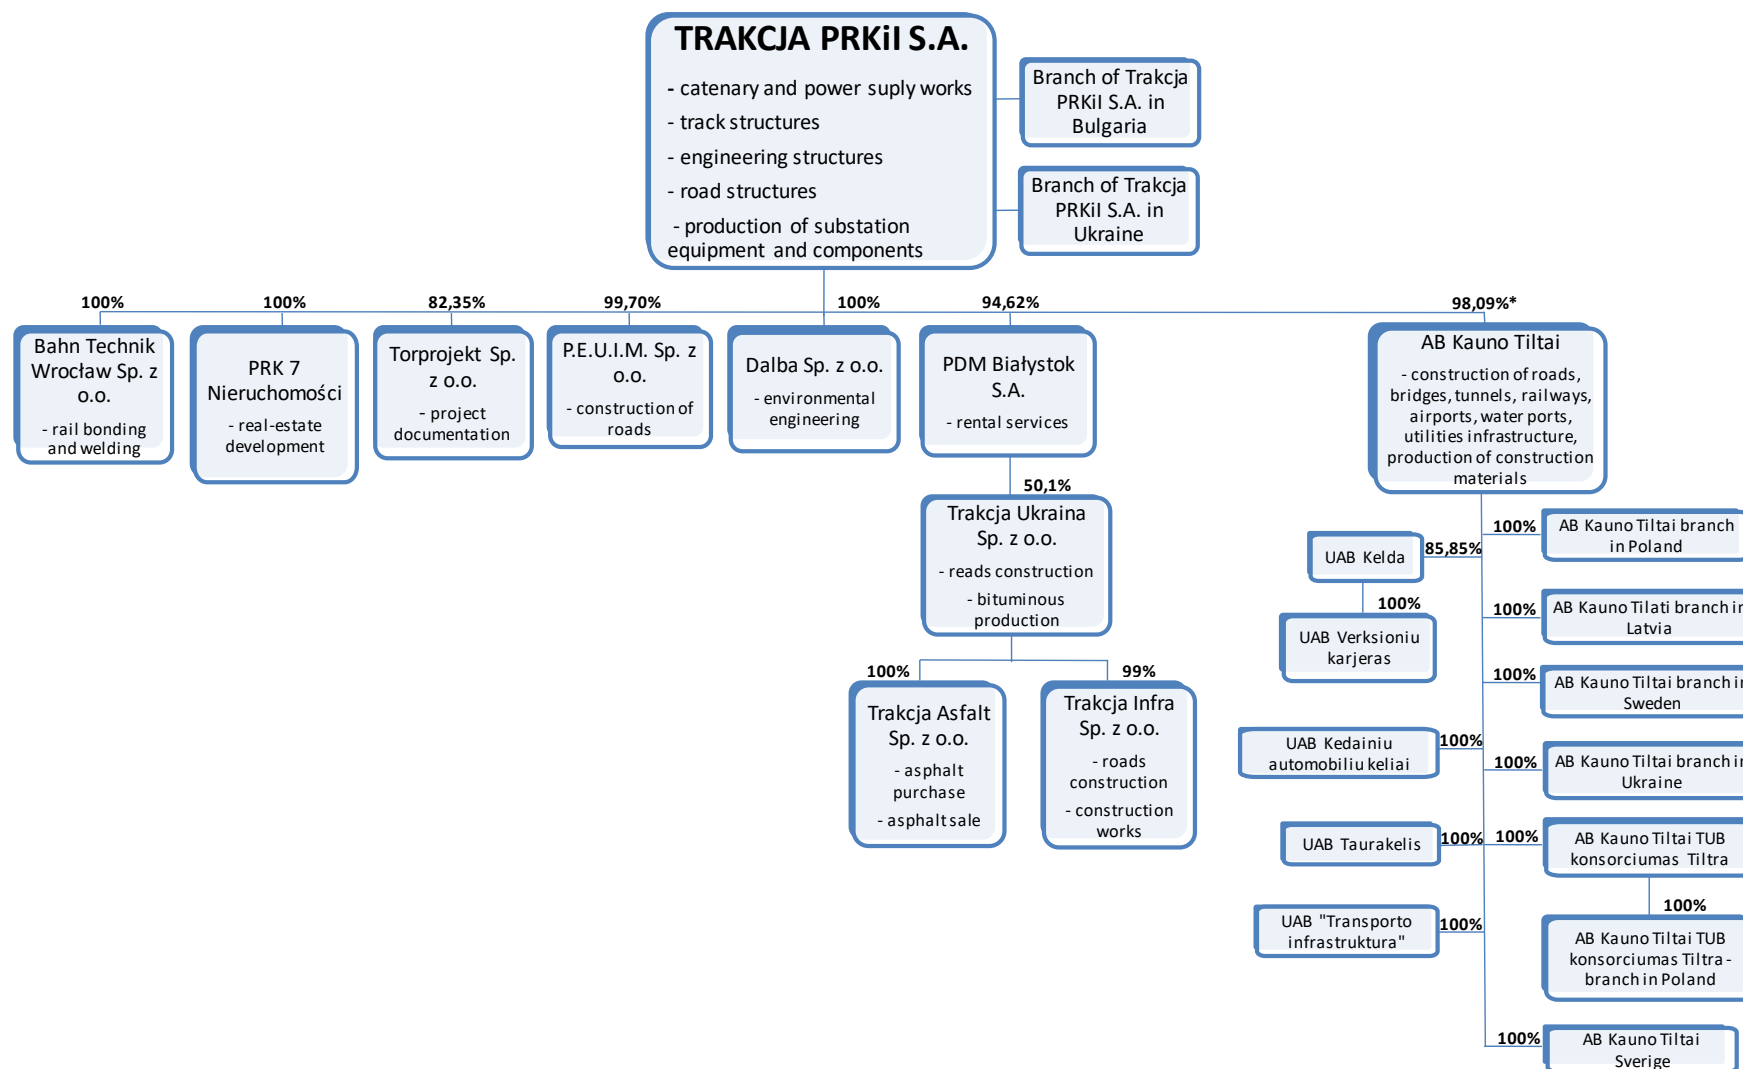 TRAKCJA PRKiI S.A.
- catenary and power suply works
- track structures
- engineering structures
- road structures
- production of substation
equipment and components
Branch of Trakcja
PRKiI S.A. in
Bulgaria
Branch of Trakcja
PRKiI S.A. in
Ukraine
100%
100%
82,35%
99,70%
100%
94,62%
98,09%*
Bahn Technik
Wrocław Sp. z
o.o.
- rail bonding
and welding
PRK 7
Nieruchomości
- real-estate
development
Torprojekt Sp.
z o.o.
- project
documentation
P.E.U.I.M. Sp. z
o.o.
- construction of
roads
Dalba Sp. z o.o.
- environmental
engineering
PDM Białystok
S.A.
- rental services
AB Kauno Tiltai
- construction of roads,
bridges, tunnels, railways,
airports, water ports,
utilities infrastructure,
production of construction
materials
50,1%
Trakcja Ukraina
Sp. z o.o.
- reads construction
- bituminous
production
100%
99%
Trakcja Asfalt
Sp. z o.o.
- asphalt
purchase
- asphalt sale
Trakcja Infra
Sp. z o.o.
- roads
construction
- construction
works
UAB Kelda
85,85%
100%
UAB Verksioniu
karjeras
UAB Kedainiu
automobiliu keliai
100%
UAB Taurakelis
100%
UAB "Transporto
infrastruktura"
100%
100%
AB Kauno Tiltai branch
in Poland
100%
AB Kauno Tilati branch in
Latvia
100%
AB Kauno Tiltai branch in
Sweden
100%
AB Kauno Tiltai branch in
Ukraine
100%
AB Kauno Tiltai TUB
konsorciumas Tiltra
100%
AB Kauno Tiltai TUB
konsorciumas Tiltra -
branch in Poland
100%
AB Kauno Tiltai
Sverige